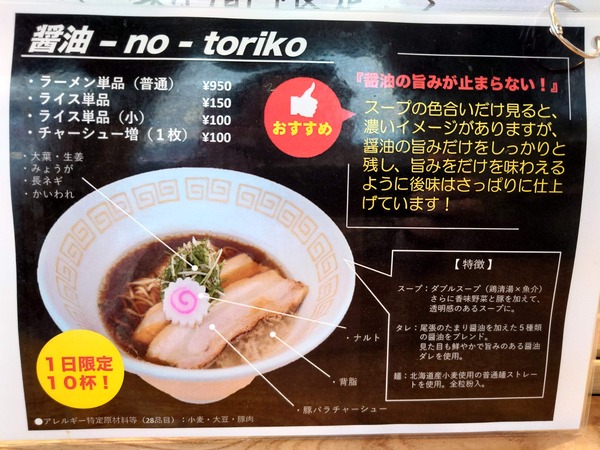 醤油 – no - toriko
・ラーメン単品（普通） ¥950
・ライス単品 ¥150
・ライス単品（小） ¥100
・チャーシュー増（１枚） ¥100
おすすめ
『醤油の旨みが止まらない！』
スープの色合いだけ見ると、
濃いイメージがありますが、
醤油の旨みだけをしっかりと
残し、旨みをだけを味わえる
ように後味はさっぱりに仕上
げています！
・大葉・生姜
・みょうが
・長ネギ
・かいわれ
【特徴】
スープ：ダブルスープ（鶏清湯×魚介）
さらに香味野菜と豚を加えて、
透明感のあるスープに。
タレ：尾張のたまり醤油を加えた５種類
の醤油をブレンド。
見た目も鮮やかで旨みのある醤油
ダレを使用。
麺：北海道産小麦使用の普通麺ストレー
トを使用。全粒粉入。
・ナルト
・背脂
・豚バラチャーシュー
１日限定
１０杯！
●アレルギー特定原材料等（28品目）：小麦・大豆・豚肉